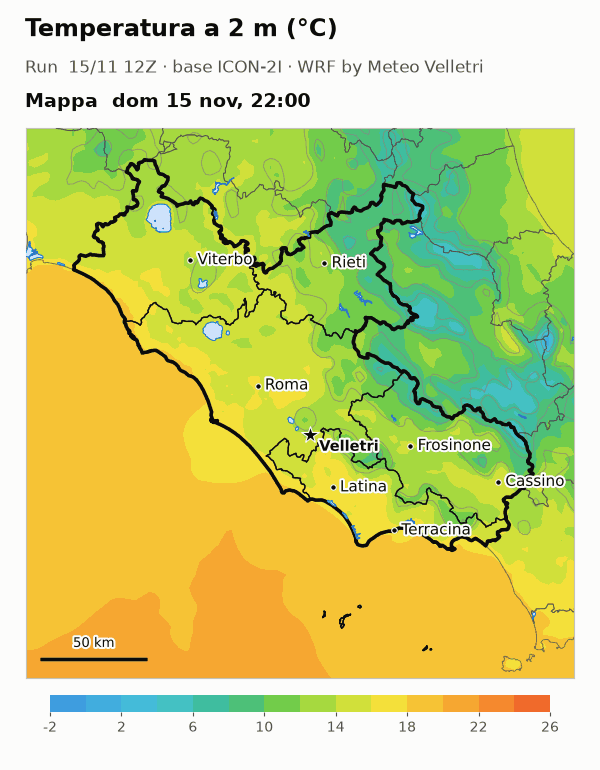 Temperatura a 2 m (°C)
Run  15/11 12Z · base ICON-2I · WRF by Meteo Velletri
Mappa  dom 15 nov, 22:00
Viterbo
Rieti
Roma
Velletri
Frosinone
Cassino
Latina
Terracina
50 km
-2 2 6 10 14 18 22 26